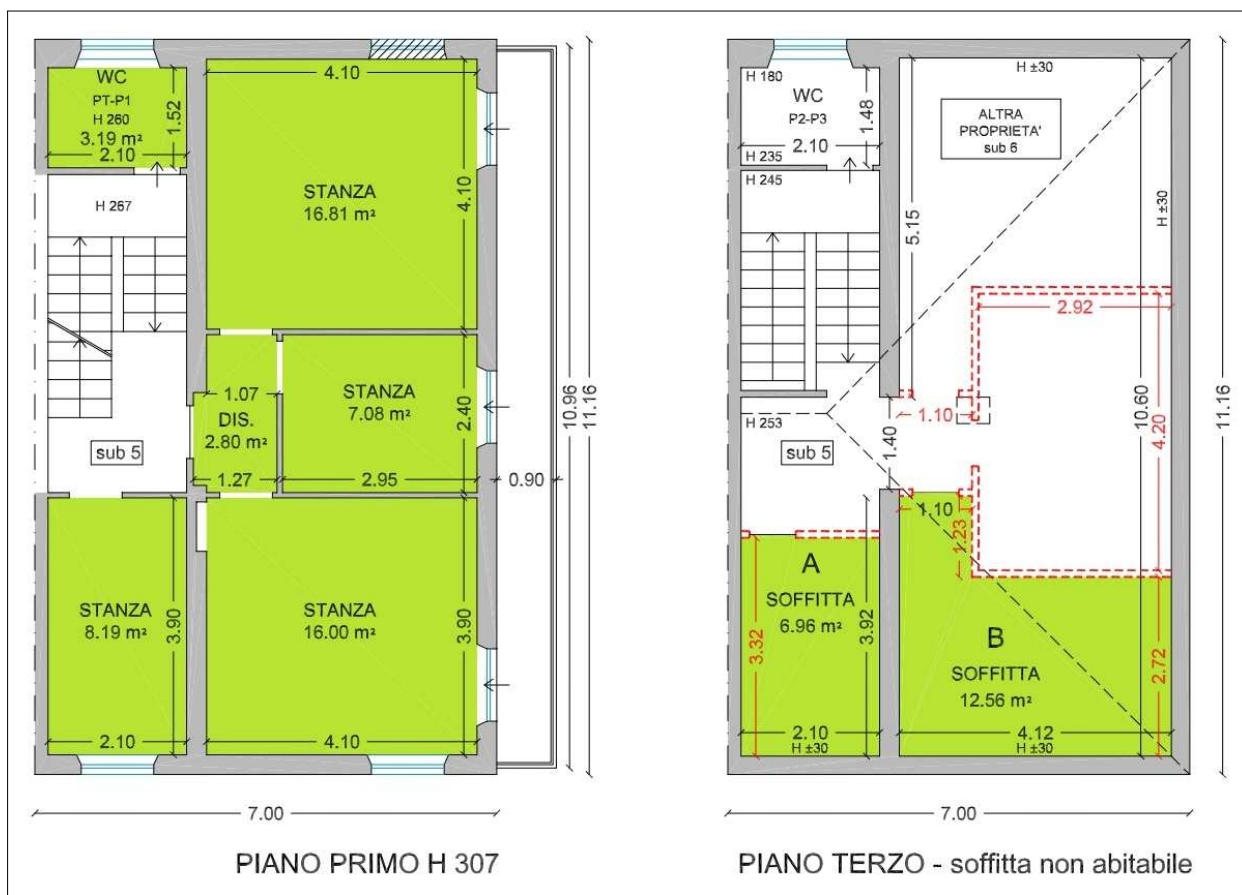 WC
PT-P1
H 260
3.19 m²
2.10
1.52
4.10
STANZA
16.81 m²
4.10
H 267
1.07
DIS.
2.80 m²
1.27
STANZA
7.08 m²
2.40
2.95
sub 5
10.96
11.16
0.90
STANZA
8.19 m²
3.90
2.10
STANZA
16.00 m²
3.90
4.10
7.00
PIANO PRIMO H 307
H 180
WC
P2-P3
1.48
2.10
H 235
H 245
H ±30
ALTRA
PROPRIETA'
sub 6
H ±30
5.15
2.92
1.10
4.20
10.60
11.16
H 253
sub 5
1.40
1.10
1.23
A
SOFFITTA
6.96 m²
3.32
3.92
2.10
H ±30
B
SOFFITTA
12.56 m²
2.72
4.12
H ±30
7.00
PIANO TERZO - soffitta non abitabile